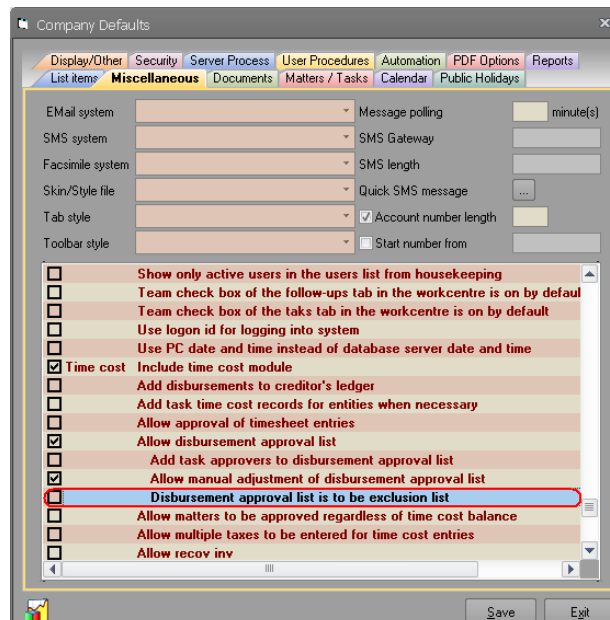 Company Defaults
Display/Other Security Server Process User Procedures Automation PDF Options Reports
List items Miscellaneous Documents Matters / Tasks Calendar Public Holidays
EMail system Message polling minute(s)
SMS system SMS Gateway
Facsimile system SMS length
Skin/Style file Quick SMS message ...
Tab style Account number length
Toolbar style Start number from
Show only active users in the users list from housekeeping
Team check box of the follow-ups tab in the workcentre is on by defaul
Team check box of the taks tab in the workcentre is on by default
Use logon id for logging into system
Use PC date and time instead of database server date and time
Time cost Include time cost module
Add disbursements to creditor's ledger
Add task time cost records for entities when necessary
Allow approval of timesheet entries
Allow disbursement approval list
Add task approvers to disbursement approval list
Allow manual adjustment of disbursement approval list
Disbursement approval list is to be exclusion list
Allow matters to be approved regardless of time cost balance
Allow multiple taxes to be entered for time cost entries
Allow recov inv
Save Exit